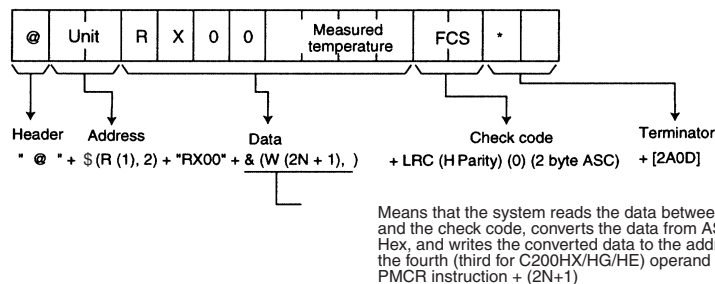 @ Unit R X 0 0 Measured temperature FCS *
Header Address Data Check code Terminator
" @ " + $ (R (1), 2) + "RX00" + & (W (2N + 1), ) + LRC (H Parity) (0) (2 byte ASC) + [2A0D]
Means that the system reads the data betwee
and the check code, converts the data from AS
Hex, and writes the converted data to the addi
the fourth (third for C200HX/HG/HE) operand
PMCR instruction + (2N+1)